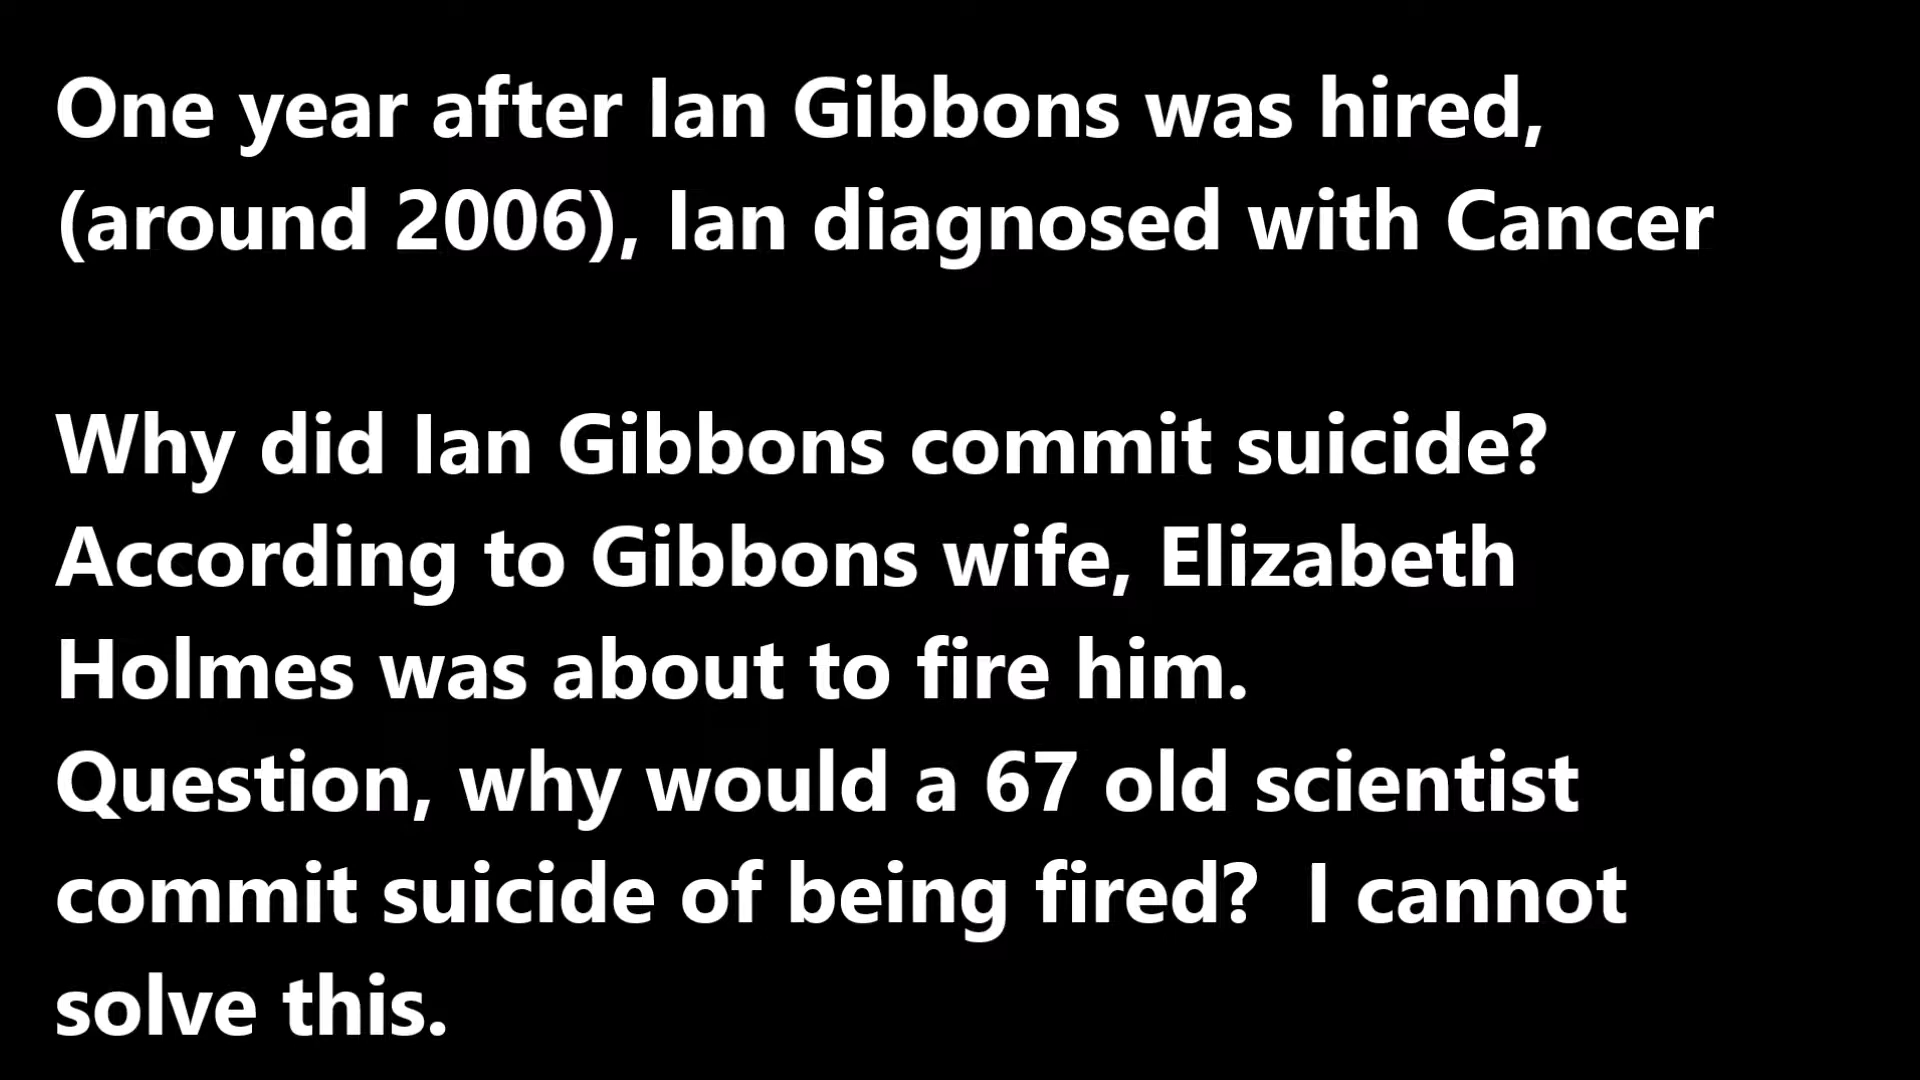 One year after Ian Gibbons was hired,
(around 2006), Ian diagnosed with Cancer
Why did Ian Gibbons commit suicide?
According to Gibbons wife, Elizabeth
Holmes was about to fire him.
Question, why would a 67 old scientist
commit suicide of being fired?  I cannot
solve this.